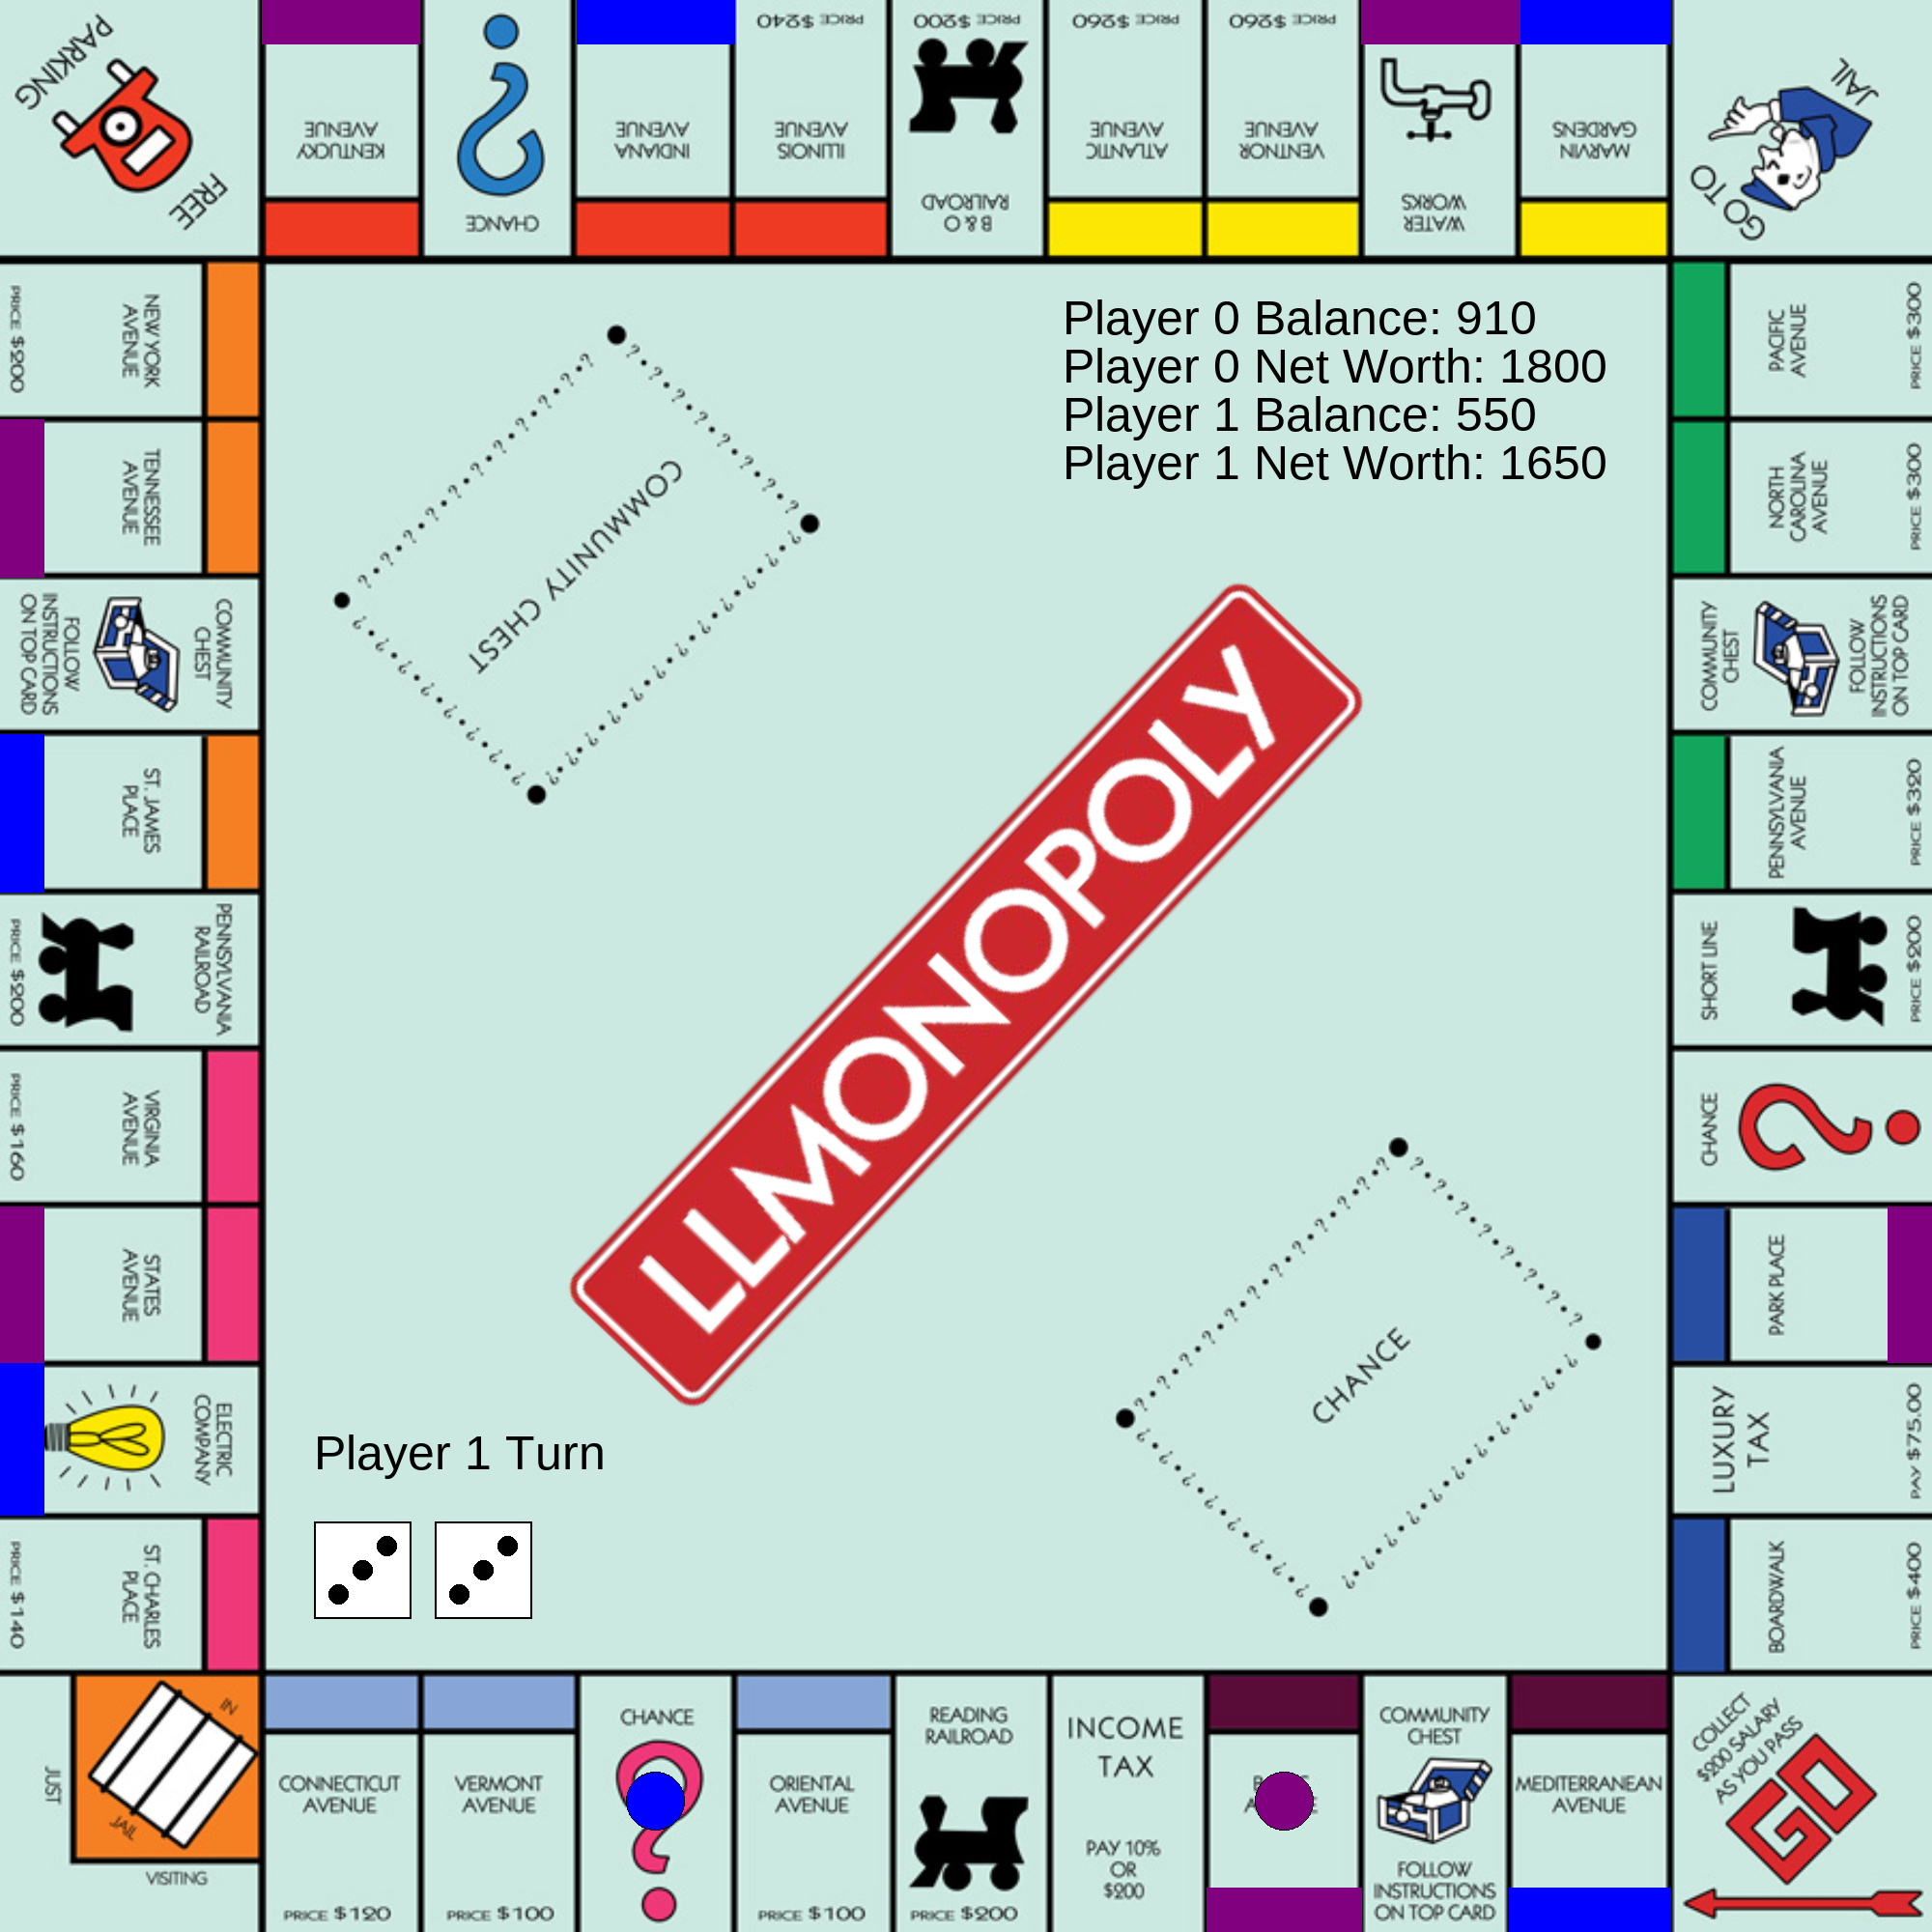 FREE
PARKING
KENTUCKY
AVENUE
CHANCE
INDIANA
AVENUE
ILLINOIS
AVENUE
PRICE $240
B & O
RAILROAD
PRICE $200
ATLANTIC
AVENUE
PRICE $260
VENTNOR
AVENUE
PRICE $260
WATER
WORKS
MARVIN
GARDENS
GO TO
JAIL
NEW YORK
AVENUE
PRICE $200
TENNESSEE
AVENUE
COMMUNITY
CHEST
FOLLOW
INSTRUCTIONS
ON TOP CARD
ST. JAMES
PLACE
PENNSYLVANIA
RAILROAD
PRICE $200
VIRGINIA
AVENUE
PRICE $160
STATES
AVENUE
ELECTRIC
COMPANY
ST. CHARLES
PLACE
PRICE $140
COMMUNITY CHEST
Player 0 Balance: 910
Player 0 Net Worth: 1800
Player 1 Balance: 550
Player 1 Net Worth: 1650
LLMONOPOLY
CHANCE
Player 1 Turn
PACIFIC
AVENUE
PRICE $300
NORTH
CAROLINA
AVENUE
PRICE $300
COMMUNITY
CHEST
FOLLOW
INSTRUCTIONS
ON TOP CARD
PENNSYLVANIA
AVENUE
PRICE $320
SHORT LINE
PRICE $200
CHANCE
PARK PLACE
LUXURY
TAX
PAY $75.00
BOARDWALK
PRICE $400
JUST
VISITING
IN
JAIL
CONNECTICUT
AVENUE
PRICE $120
VERMONT
AVENUE
PRICE $100
CHANCE
ORIENTAL
AVENUE
PRICE $100
READING
RAILROAD
PRICE $200
INCOME
TAX
PAY 10%
OR
$200
COMMUNITY
CHEST
FOLLOW
INSTRUCTIONS
ON TOP CARD
MEDITERRANEAN
AVENUE
COLLECT
$200 SALARY
AS YOU PASS
GO